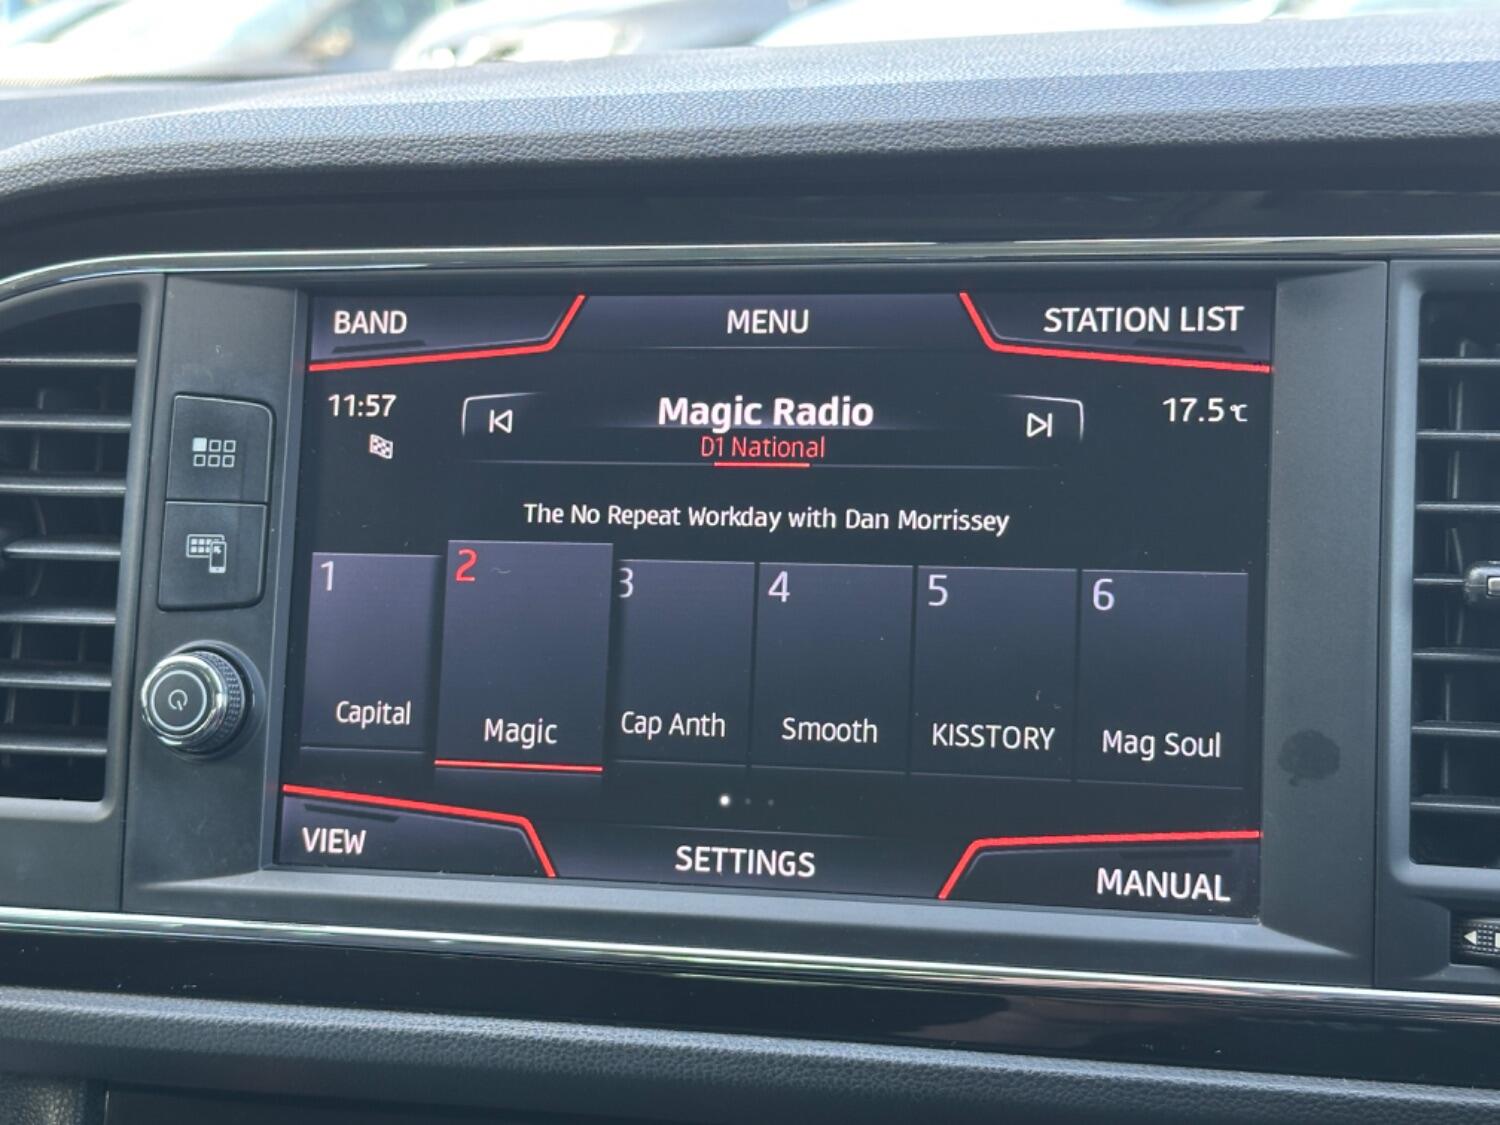 BAND
MENU
STATION LIST
11:57
Magic Radio
17.5℃
D1 National
The No Repeat Workday with Dan Morrissey
1
2
3
4
5
6
Capital
Magic
Cap Anth
Smooth
KISSTORY
Mag Soul
VIEW
SETTINGS
MANUAL